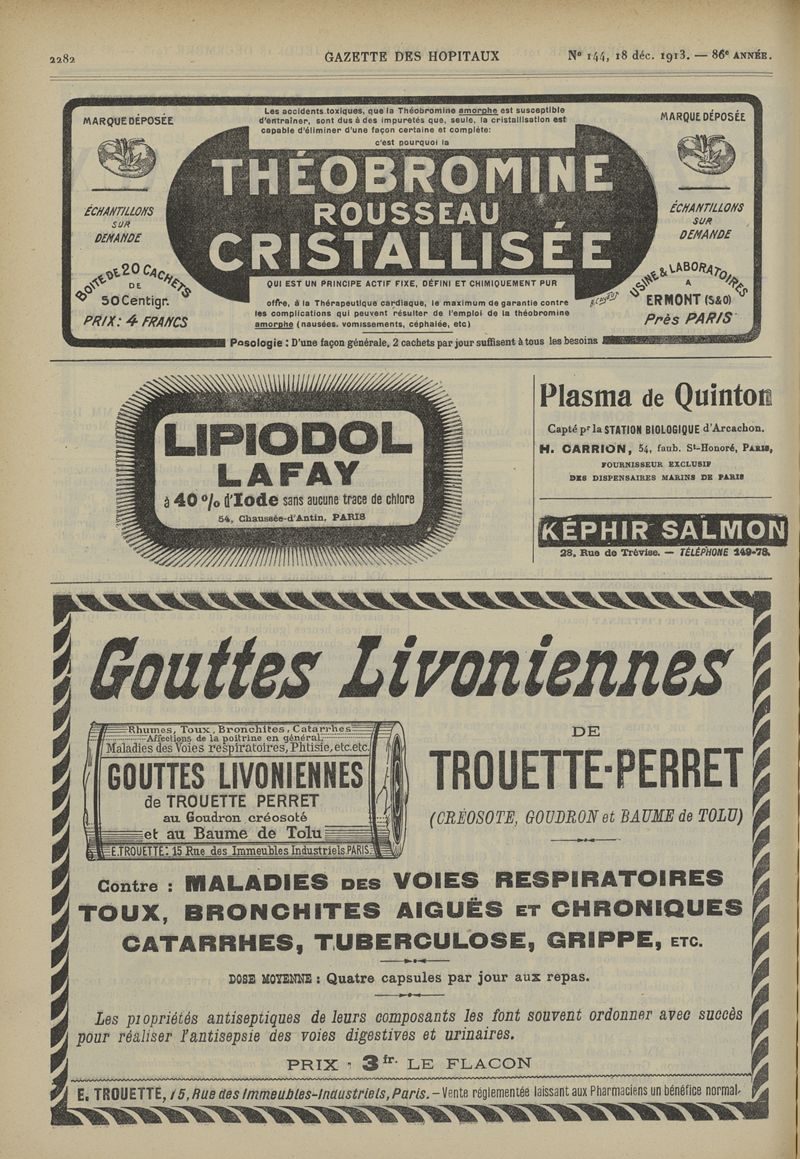 2282
GAZETTE DES HOPITAUX
N° 144, 18 déc. 1913. — 86e ANNÉE.
MARQUE DÉPOSÉE
ÉCHANTILLONS
SUR
DEMANDE
BOITE DE 20 CACHETS
DE
50 Centigr.
PRIX: 4 FRANCS
Les accidents toxiques, que la Théobromine amorphe est susceptible
d'entraîner, sont dus à des impuretés que, seule, la cristallisation est
capable d'éliminer d'une façon certaine et complète:
c'est pourquoi la
THÉOBROMINE
ROUSSEAU
CRISTALLISÉE
QUI EST UN PRINCIPE ACTIF FIXE, DÉFINI ET CHIMIQUEMENT PUR
offre, à la Thérapeutique cardiaque, le maximum de garantie contre
les complications qui peuvent résulter de l'emploi de la théobromine
amorphe (nausées, vomissements, céphalée, etc)
Posologie : D'une façon générale, 2 cachets par jour suffisent à tous les besoins
MARQUE DÉPOSÉE
ÉCHANTILLONS
SUR
DEMANDE
USINE & LABORATOIRES
A
ERMONT (S&O)
Près PARIS
LIPIODOL
LAFAY
à 40 % d'Iode sans aucune trace de chlore
54, Chaussée-d'Antin, PARIS
Plasma de Quinton
Capté pr la STATION BIOLOGIQUE d'Arcachon.
H. CARRION, 54, faub. St-Honoré, PARIS,
FOURNISSEUR EXCLUSIF
DES DISPENSAIRES MARINS DE PARIS
KÉPHIR SALMON
28, Rue de Trévise. — TÉLÉPHONE 149-78.
Gouttes Livoniennes
Rhumes, Toux, Bronchites, Catarrhes
Affections de la poitrine en général,
Maladies des Voies respiratoires, Phtisie, etc. etc.
GOUTTES LIVONIENNES
de TROUETTE PERRET
au Goudron créosoté
et au Baume de Tolu
E. TROUETTE: 15 Rue des Immeubles Industriels. PARIS.
DE
TROUETTE-PERRET
(CRÉOSOTE, GOUDRON et BAUME de TOLU)
Contre : MALADIES DES VOIES RESPIRATOIRES
TOUX, BRONCHITES AIGUËS ET CHRONIQUES
CATARRHES, TUBERCULOSE, GRIPPE, ETC.
DOSE MOYENNE : Quatre capsules par jour aux repas.
Les propriétés antiseptiques de leurs composants les font souvent ordonner avec succès
pour réaliser l'antisepsie des voies digestives et urinaires.
PRIX : 3 fr. LE FLACON
E. TROUETTE, 15, Rue des Immeubles-Industriels, Paris. – Vente réglementée laissant aux Pharmaciens un bénéfice normal.